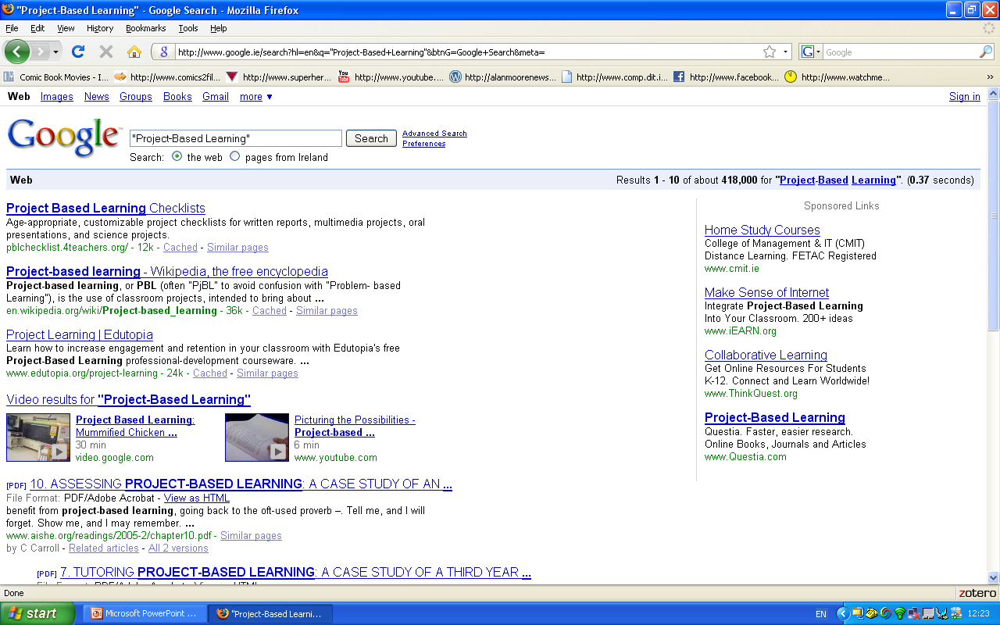 "Project-Based Learning" - Google Search - Mozilla Firefox
File Edit View History Bookmarks Tools Help
http://www.google.ie/search?hl=en&q="Project-Based+Learning"&btnG=Google+Search&meta=
Google
Comic Book Movies - I... http://www.comics2fil... http://www.superher... http://www.youtube.... http://alanmoorenews... http://www.comp.dit.i... http://www.facebook... http://www.watchme... »
Web Images News Groups Books Gmail more ▼ Sign in
Google™ "Project-Based Learning" Search Advanced Search
Preferences
Search: the web pages from Ireland
Web Results 1 - 10 of about 418,000 for "Project-Based Learning". (0.37 seconds)
Project Based Learning Checklists
Age-appropriate, customizable project checklists for written reports, multimedia projects, oral
presentations, and science projects.
pblchecklist.4teachers.org/ - 12k - Cached - Similar pages
Project-based learning - Wikipedia, the free encyclopedia
Project-based learning, or PBL (often "PjBL" to avoid confusion with "Problem- based
Learning"), is the use of classroom projects, intended to bring about ...
en.wikipedia.org/wiki/Project-based_learning - 36k - Cached - Similar pages
Project Learning | Edutopia
Learn how to increase engagement and retention in your classroom with Edutopia's free
Project-Based Learning professional-development courseware. ...
www.edutopia.org/project-learning - 24k - Cached - Similar pages
Video results for "Project-Based Learning"
Project Based Learning:
Mummified Chicken ...
30 min
video.google.com
Picturing the Possibilities -
Project-based ...
6 min
www.youtube.com
[PDF] 10. ASSESSING PROJECT-BASED LEARNING: A CASE STUDY OF AN ...
File Format: PDF/Adobe Acrobat - View as HTML
benefit from project-based learning, going back to the oft-used proverb –. Tell me, and I will
forget. Show me, and I may remember. ...
www.aishe.org/readings/2005-2/chapter10.pdf - Similar pages
by C Carroll - Related articles - All 2 versions
[PDF] 7. TUTORING PROJECT-BASED LEARNING: A CASE STUDY OF A THIRD YEAR ...
File Format: PDF/Adobe Acrobat - View as HTML
Sponsored Links
Home Study Courses
College of Management & IT (CMIT)
Distance Learning. FETAC Registered
www.cmit.ie
Make Sense of Internet
Integrate Project-Based Learning
Into Your Classroom. 200+ ideas
www.iEARN.org
Collaborative Learning
Get Online Resources For Students
K-12. Connect and Learn Worldwide!
www.ThinkQuest.org
Project-Based Learning
Questia. Faster, easier research.
Online Books, Journals and Articles
www.Questia.com
Done zotero
start Microsoft PowerPoint ... "Project-Based Learni... EN 12:23